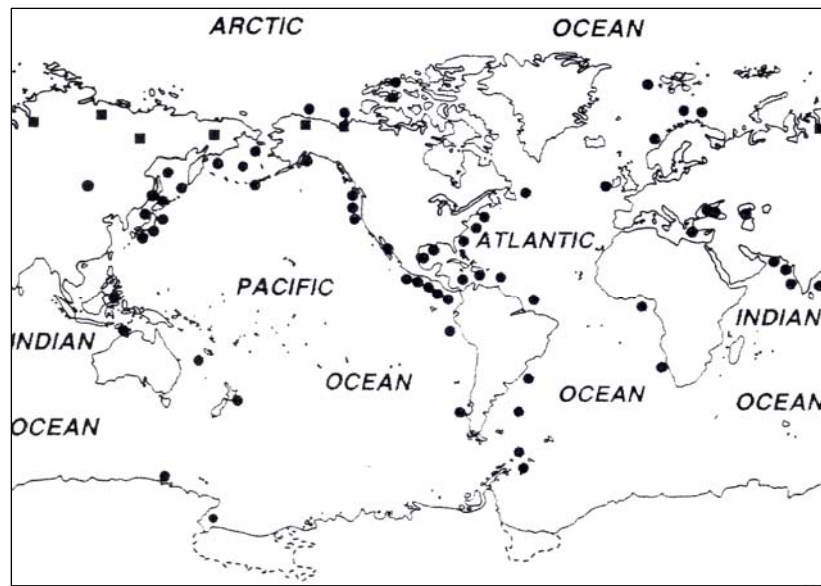 ARCTIC OCEAN
ATLANTIC
PACIFIC
INDIAN INDIAN
OCEAN OCEAN OCEAN
OCEAN